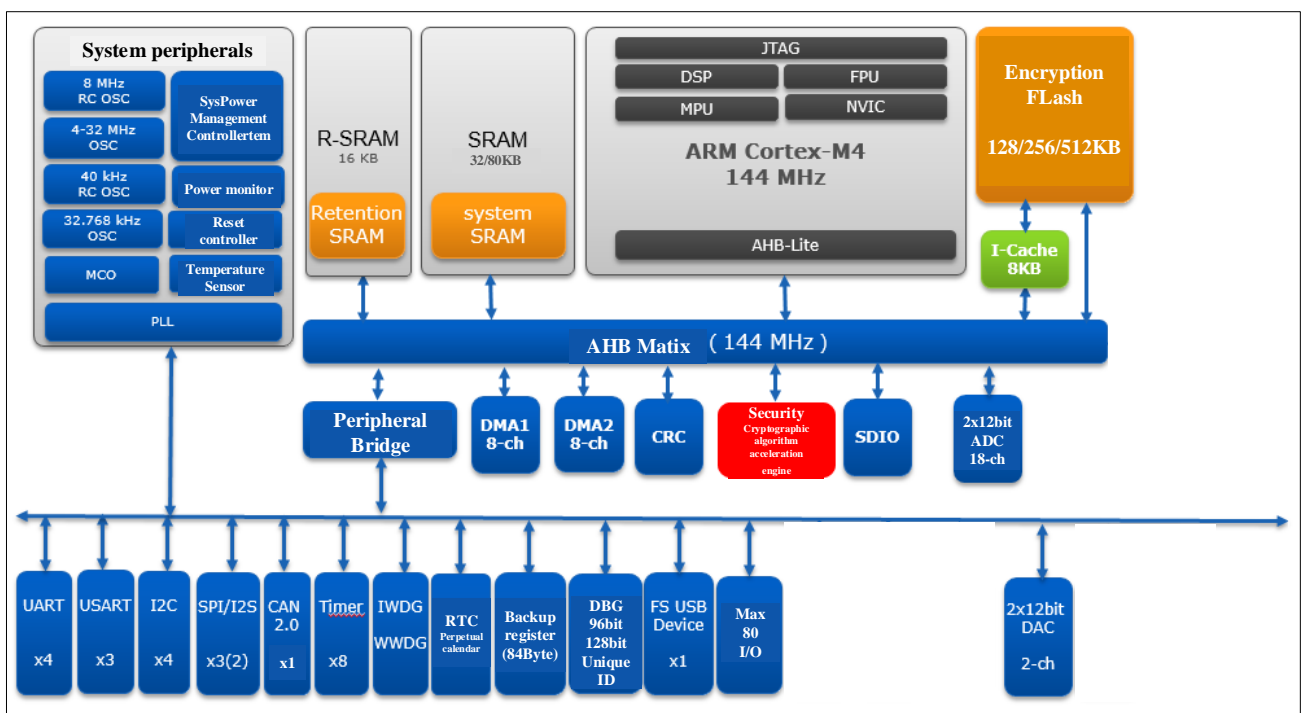 System peripherals
8 MHz
RC OSC
4-32 MHz
OSC
40 kHz
RC OSC
32.768 kHz
OSC
MCO
PLL
SysPower
Management
Controllertem
Power monitor
Reset
controller
Temperature
Sensor
R-SRAM
16 KB
Retention
SRAM
SRAM
32/80KB
system
SRAM
JTAG
DSP
FPU
MPU
NVIC
ARM Cortex-M4
144 MHz
AHB-Lite
Encryption
FLash
128/256/512KB
I-Cache
8KB
AHB Matix ( 144 MHz )
Peripheral
Bridge
DMA1
8-ch
DMA2
8-ch
CRC
Security
Cryptographic
algorithm
acceleration
engine
SDIO
2x12bit
ADC
18-ch
UART
x4
USART
x3
I2C
x4
SPI/I2S
x3(2)
CAN
2.0
x1
Timer
x8
IWDG
WWDG
RTC
Perpetual
calendar
Backup
register
(84Byte)
DBG
96bit
128bit
Unique
ID
FS USB
Device
x1
Max
80
I/O
2x12bit
DAC
2-ch